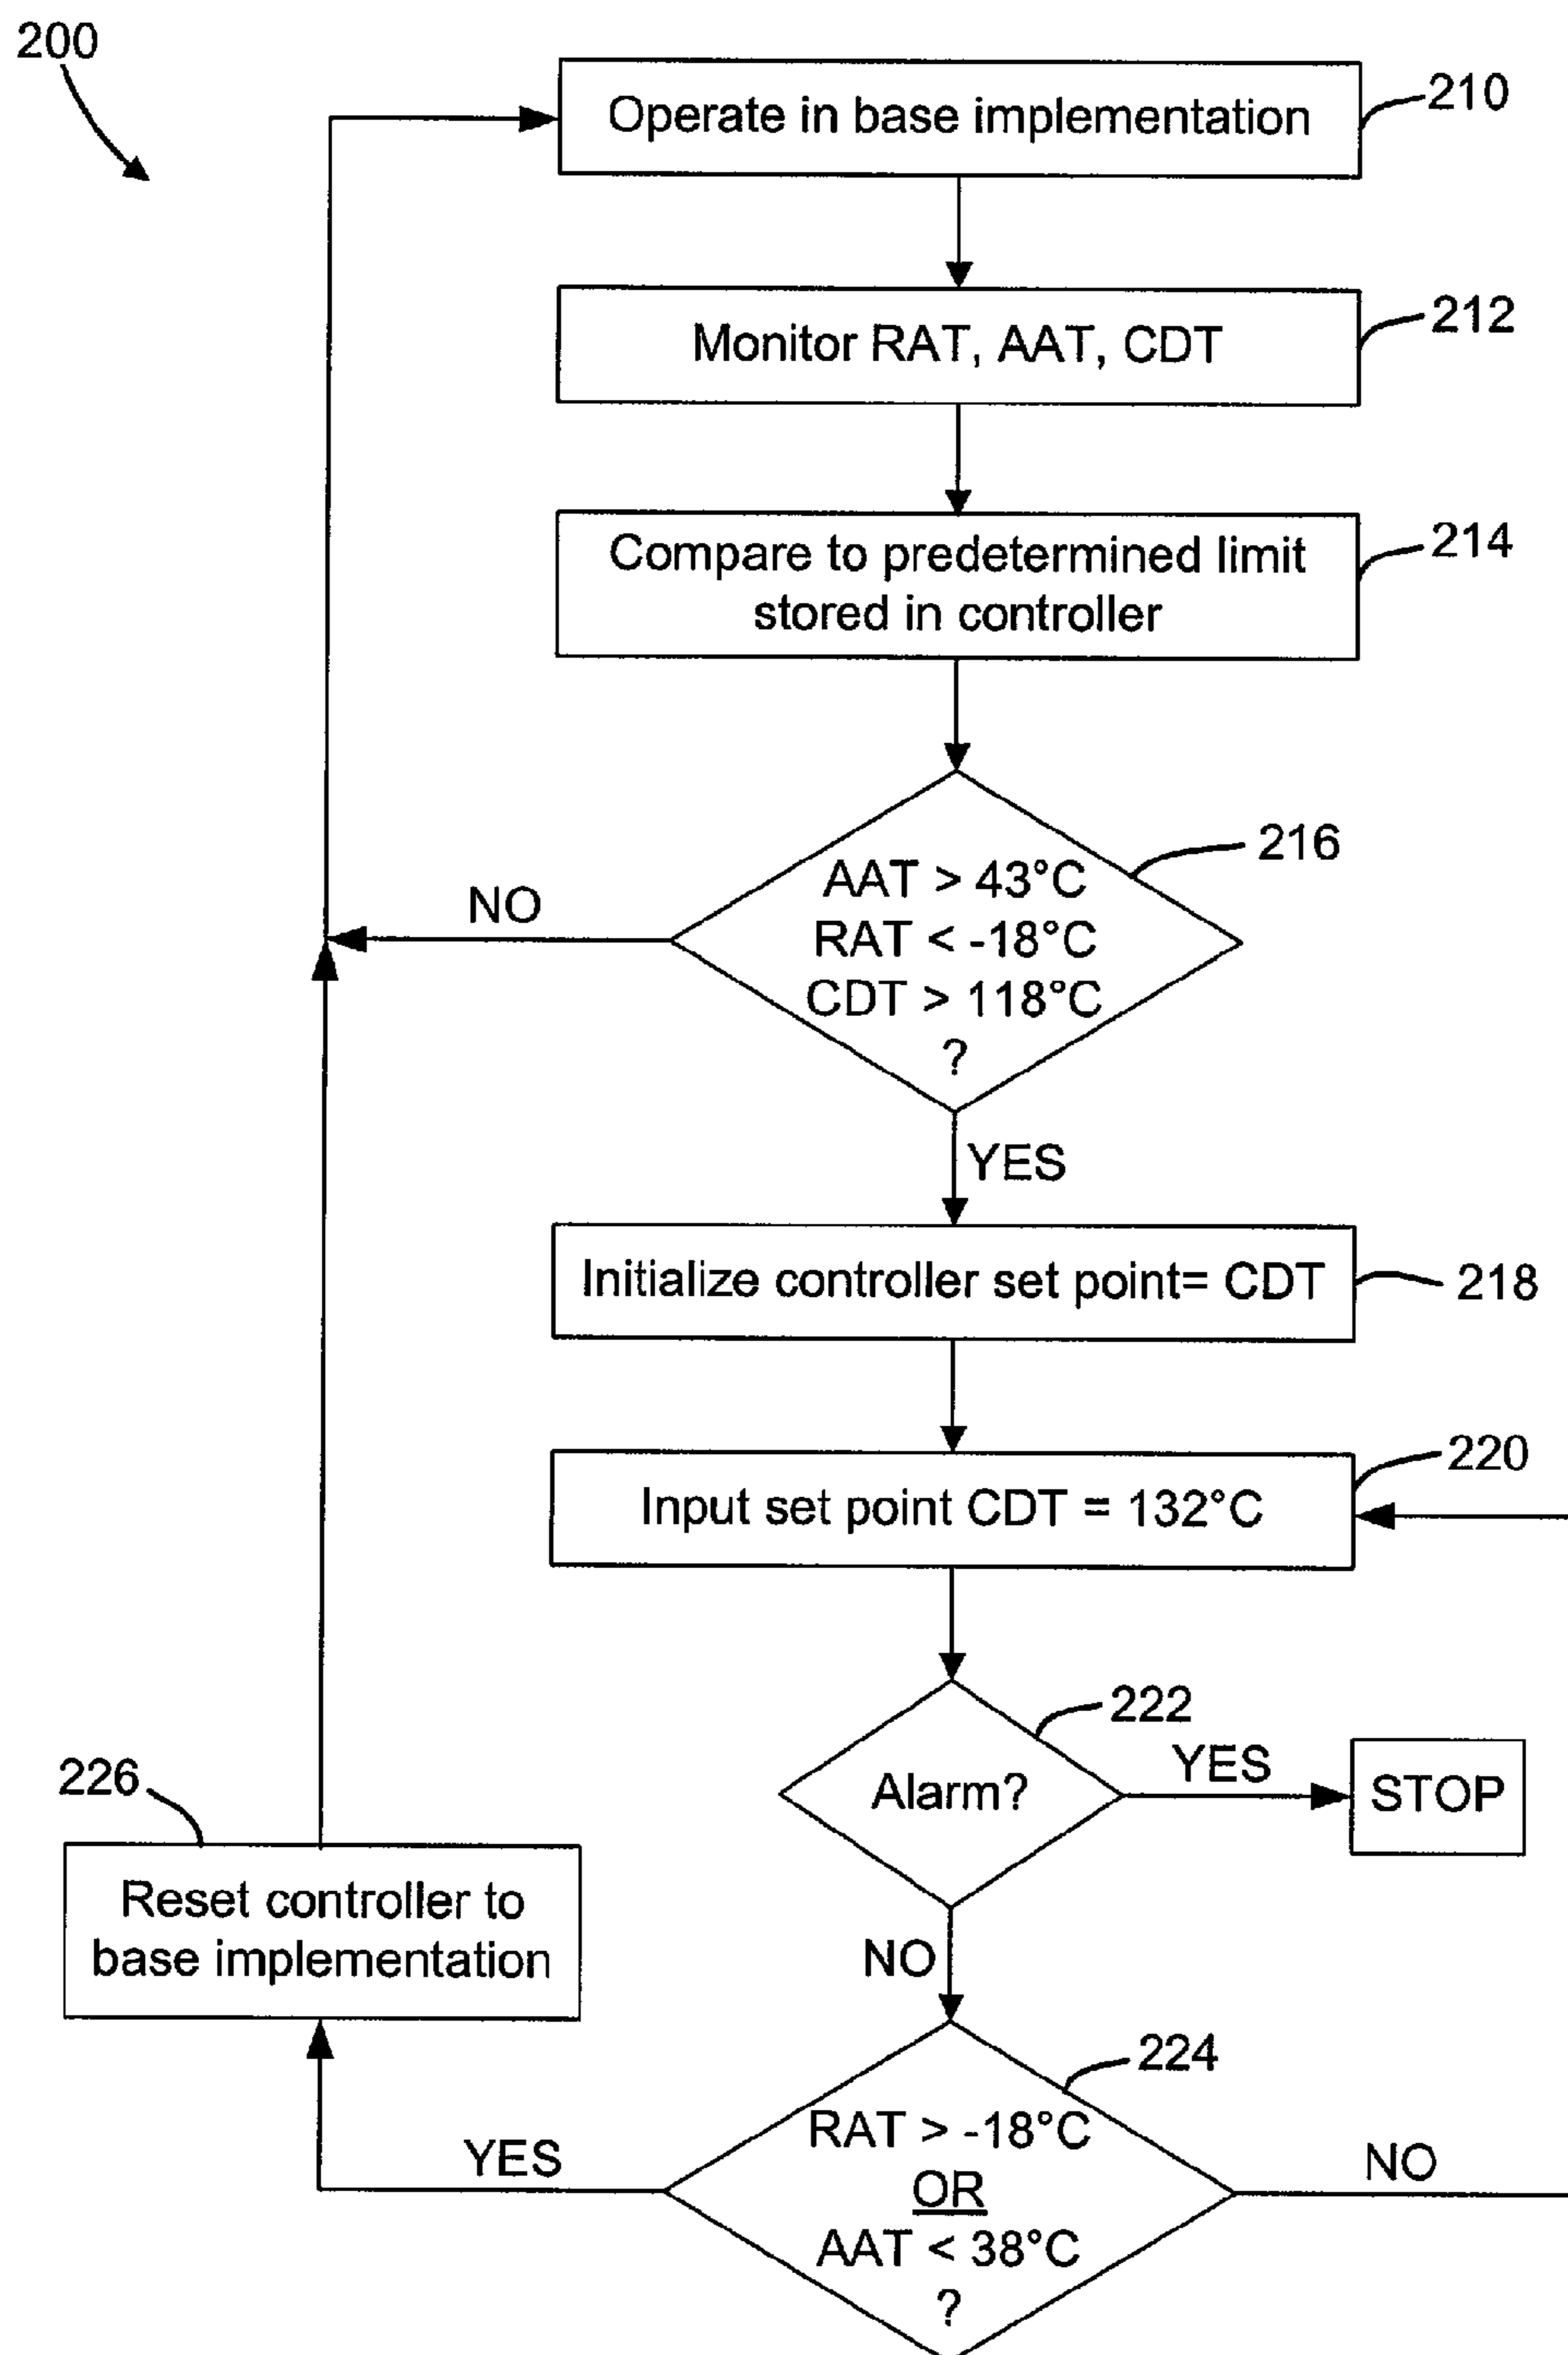 200
Operate in base implementation
210
Monitor RAT, AAT, CDT
212
Compare to predetermined limit
stored in controller
214
AAT > 43°C
RAT < -18°C
CDT > 118°C
?
216
NO
YES
Initialize controller set point= CDT
218
Input set point CDT = 132°C
220
Alarm?
222
YES
STOP
NO
226
Reset controller to
base implementation
RAT > -18°C
OR
AAT < 38°C
?
224
YES
NO